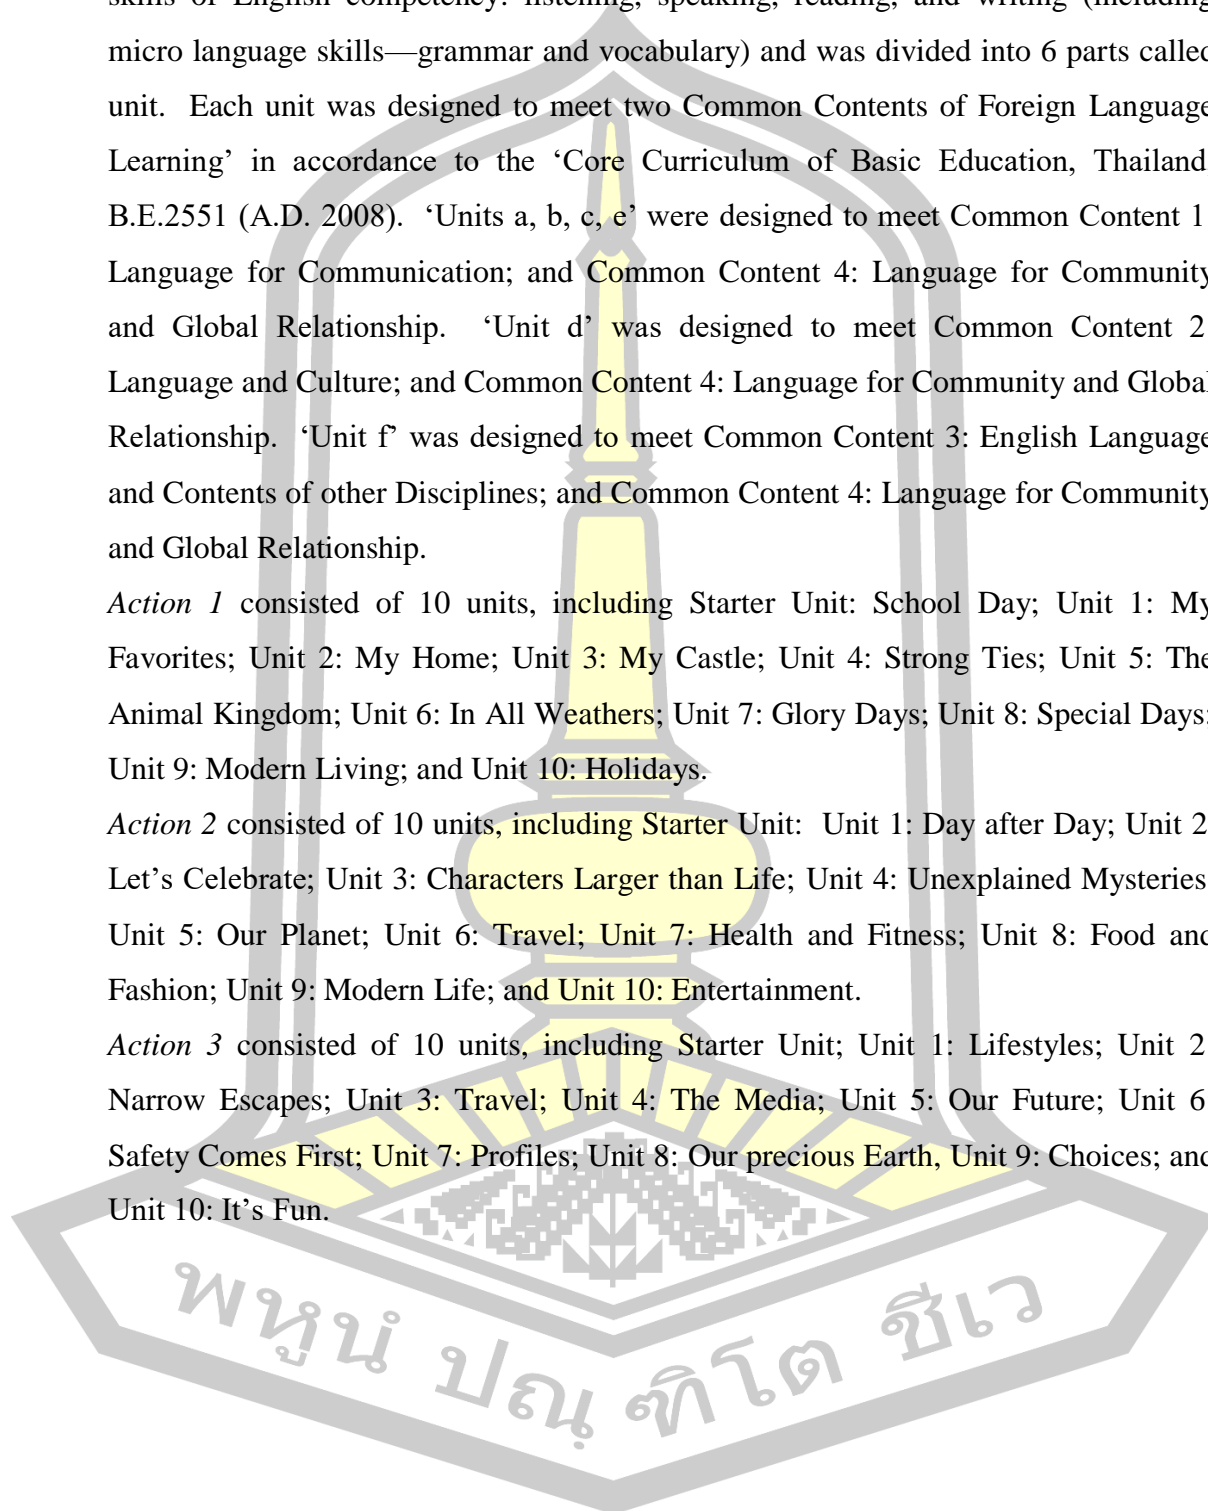 skills of English competency: listening, speaking, reading, and writing (including
micro language skills—grammar and vocabulary) and was divided into 6 parts called
unit. Each unit was designed to meet two Common Contents of Foreign Language
Learning’ in accordance to the ‘Core Curriculum of Basic Education, Thailand
B.E.2551 (A.D. 2008). ‘Units a, b, c, e’ were designed to meet Common Content 1
Language for Communication; and Common Content 4: Language for Community
and Global Relationship. ‘Unit d’ was designed to meet Common Content 2
Language and Culture; and Common Content 4: Language for Community and Global
Relationship. ‘Unit f’ was designed to meet Common Content 3: English Language
and Contents of other Disciplines; and Common Content 4: Language for Community
and Global Relationship.
Action 1 consisted of 10 units, including Starter Unit: School Day; Unit 1: My
Favorites; Unit 2: My Home; Unit 3: My Castle; Unit 4: Strong Ties; Unit 5: The
Animal Kingdom; Unit 6: In All Weathers; Unit 7: Glory Days; Unit 8: Special Days;
Unit 9: Modern Living; and Unit 10: Holidays.
Action 2 consisted of 10 units, including Starter Unit: Unit 1: Day after Day; Unit 2
Let’s Celebrate; Unit 3: Characters Larger than Life; Unit 4: Unexplained Mysteries
Unit 5: Our Planet; Unit 6: Travel; Unit 7: Health and Fitness; Unit 8: Food and
Fashion; Unit 9: Modern Life; and Unit 10: Entertainment.
Action 3 consisted of 10 units, including Starter Unit; Unit 1: Lifestyles; Unit 2
Narrow Escapes; Unit 3: Travel; Unit 4: The Media; Unit 5: Our Future; Unit 6
Safety Comes First; Unit 7: Profiles; Unit 8: Our precious Earth, Unit 9: Choices; and
Unit 10: It’s Fun.
พหูนํ ปณฺฑิโต ชีเว